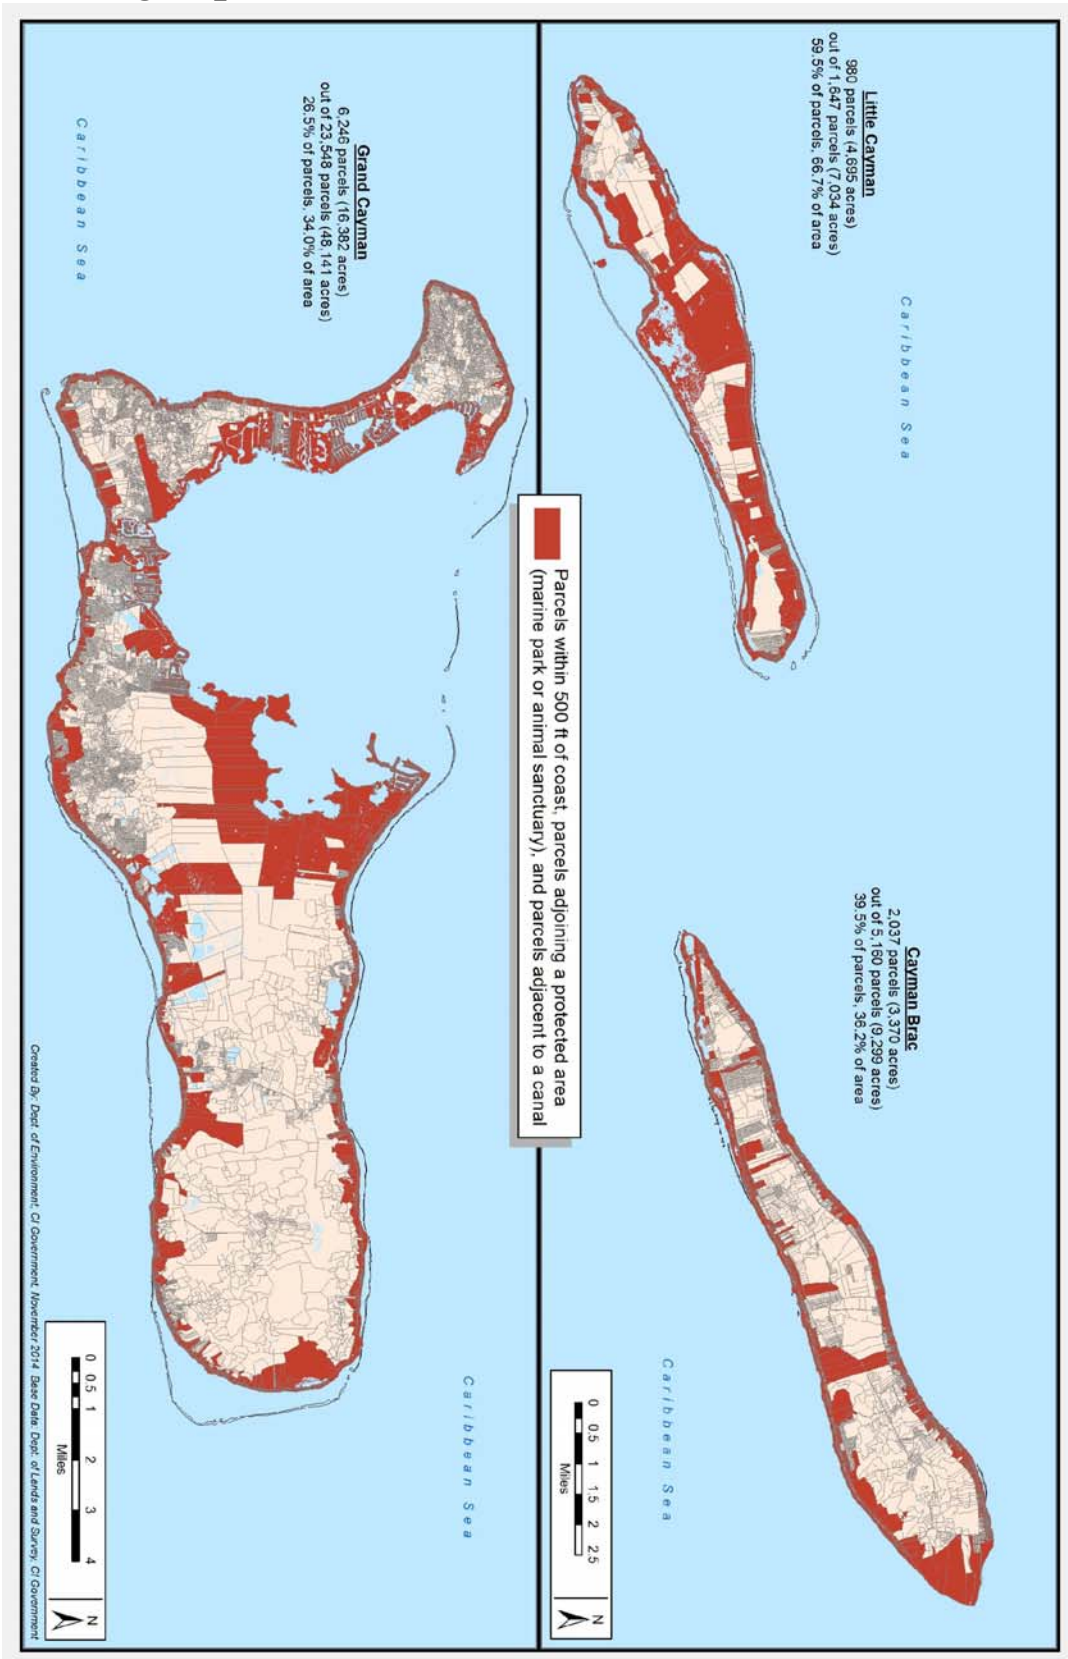 Little Cayman
980 parcels (4,695 acres)
out of 1,647 parcels (7,034 acres)
59.5% of parcels, 66.7% of area
Caribbean Sea
Cayman Brac
2,037 parcels (3,370 acres)
out of 5,160 parcels (9,299 acres)
39.5% of parcels, 36.2% of area
Caribbean Sea
0 0.5 1 1.5 2 2.5
Miles
N
Parcels within 500 ft of coast, parcels adjoining a protected area
(marine park or animal sanctuary), and parcels adjacent to a canal
Grand Cayman
6,246 parcels (16,382 acres)
out of 23,548 parcels (48,141 acres)
26.5% of parcels, 34.0% of area
Caribbean Sea
Caribbean Sea
0 0.5 1 2 3 4
Miles
N
Created By: Dept. of Environment, CI Government, November 2014 Base Data: Dept. of Lands and Survey, CI Government